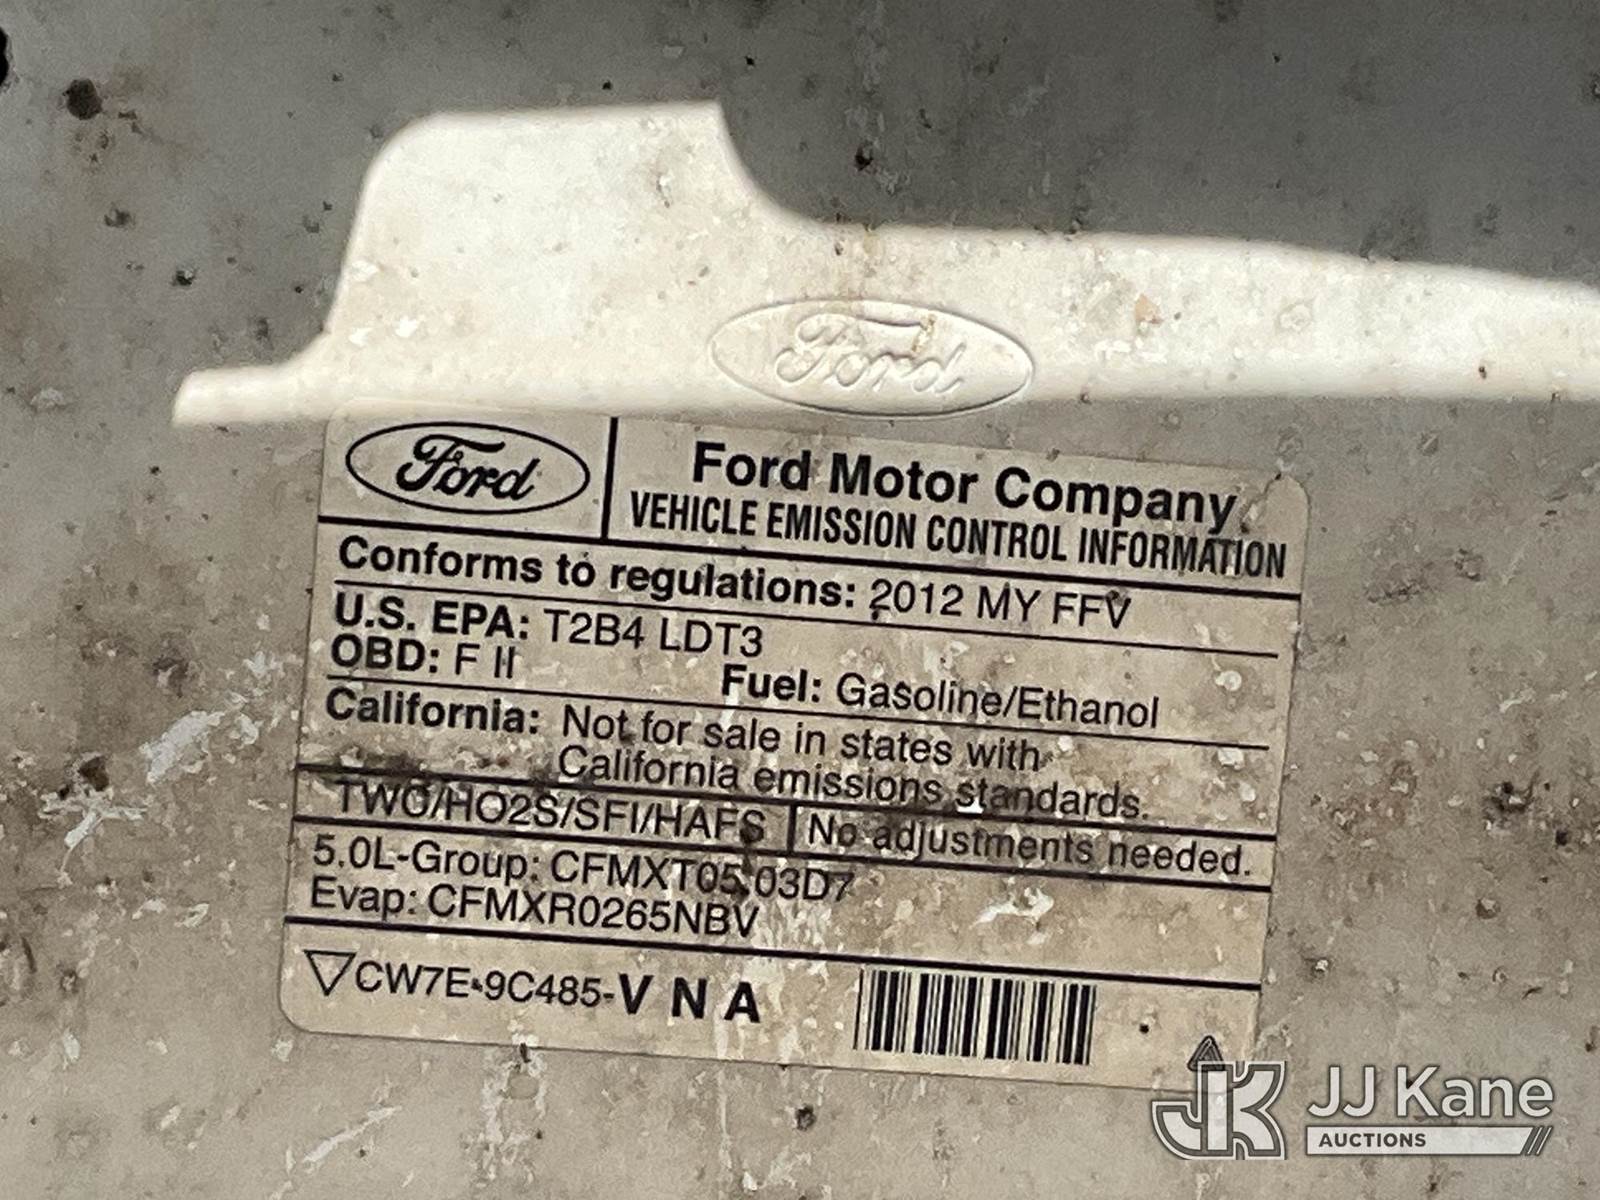 Ford
Ford
Ford Motor Company
VEHICLE EMISSION CONTROL INFORMATION
Conforms to regulations: 2012 MY FFV
U.S. EPA: T2B4 LDT3
OBD: F II
Fuel: Gasoline/Ethanol
California: Not for sale in states with
California emissions standards.
TWC/HO2S/SFI/HAFS
No adjustments needed.
5.0L-Group: CFMXT05.03D7
Evap: CFMXR0265NBV
CW7E-9C485-V N A
JK
JJ Kane
AUCTIONS